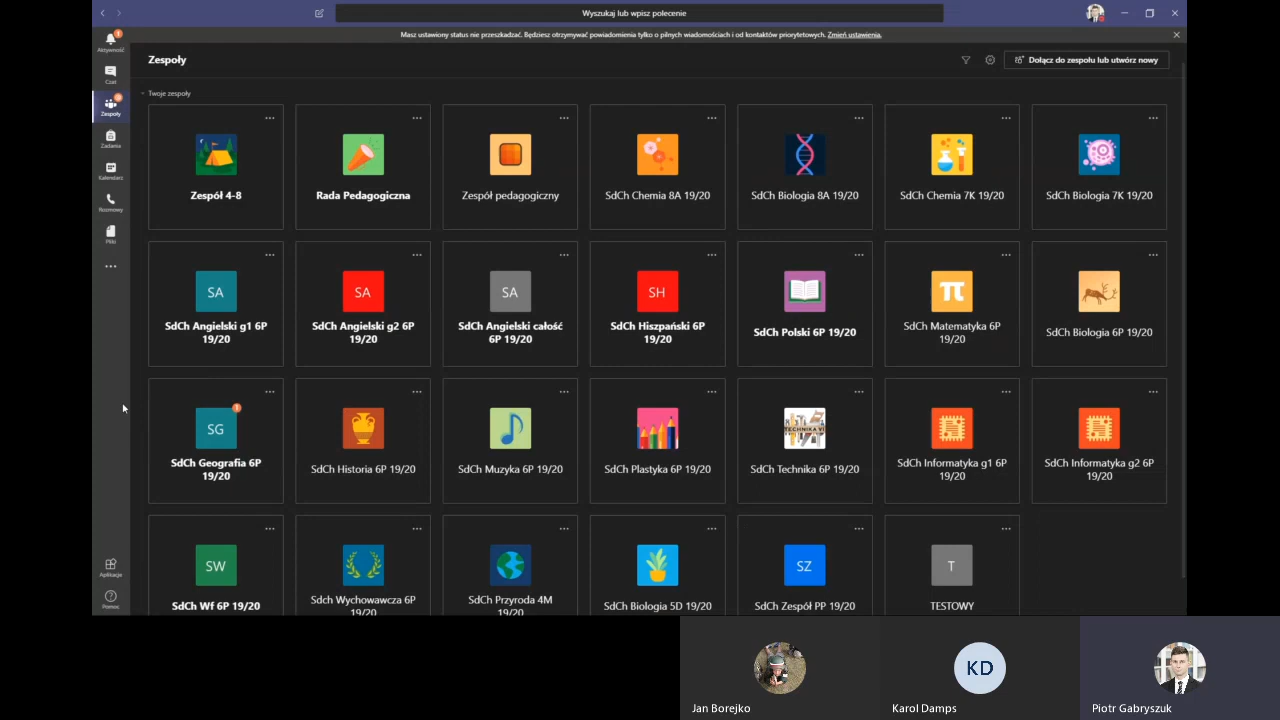 Wyszukaj lub wpisz polecenie
Masz ustawiony status nie przeszkadzać. Będziesz otrzymywać powiadomienia tylko o pilnych wiadomościach i od kontaktów priorytetowych. Zmień ustawienia.
Aktywność
Czat
Zespoły
Zadania
Kalendarz
Rozmowy
Pliki
Aplikacje
Pomoc
Zespoły
Dołącz do zespołu lub utwórz nowy
Twoje zespoły
Zespół 4-8
Rada Pedagogiczna
Zespół pedagogiczny
SdCh Chemia 8A 19/20
SdCh Biologia 8A 19/20
SdCh Chemia 7K 19/20
SdCh Biologia 7K 19/20
SA
SdCh Angielski g1 6P
19/20
SA
SdCh Angielski g2 6P
19/20
SA
SdCh Angielski całość
6P 19/20
SH
SdCh Hiszpański 6P
19/20
SdCh Polski 6P 19/20
π
SdCh Matematyka 6P
19/20
SdCh Biologia 6P 19/20
1
SG
SdCh Geografia 6P
19/20
SdCh Historia 6P 19/20
SdCh Muzyka 6P 19/20
SdCh Plastyka 6P 19/20
TECHNIKA VI
SdCh Technika 6P 19/20
SdCh Informatyka g1 6P
19/20
SdCh Informatyka g2 6P
19/20
SW
SdCh Wf 6P 19/20
SdCh Wychowawcza 6P
19/20
SdCh Przyroda 4M
19/20
SdCh Biologia 5D 19/20
SZ
SdCh Zespół PP 19/20
T
TESTOWY
Jan Borejko
KD
Karol Damps
Piotr Gabryszuk